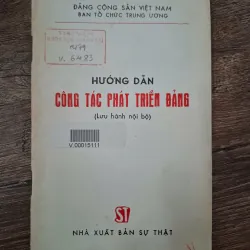 ĐẢNG CỘNG SẢN VIỆT NAM
BAN TỔ CHỨC TRUNG ƯƠNG
V. 6483
HƯỚNG DẪN
CÔNG TÁC PHÁT TRIỂN ĐẢNG
(Lưu hành nội bộ)
V.00015111
ST
NHÀ XUẤT BẢN SỰ THẬT